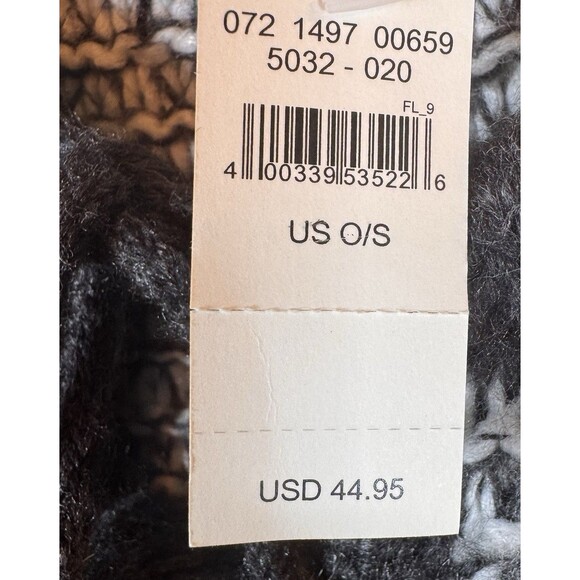 072 1497 00659
5032 - 020
FL_9
4 00339 53522 6
US O/S
USD 44.95